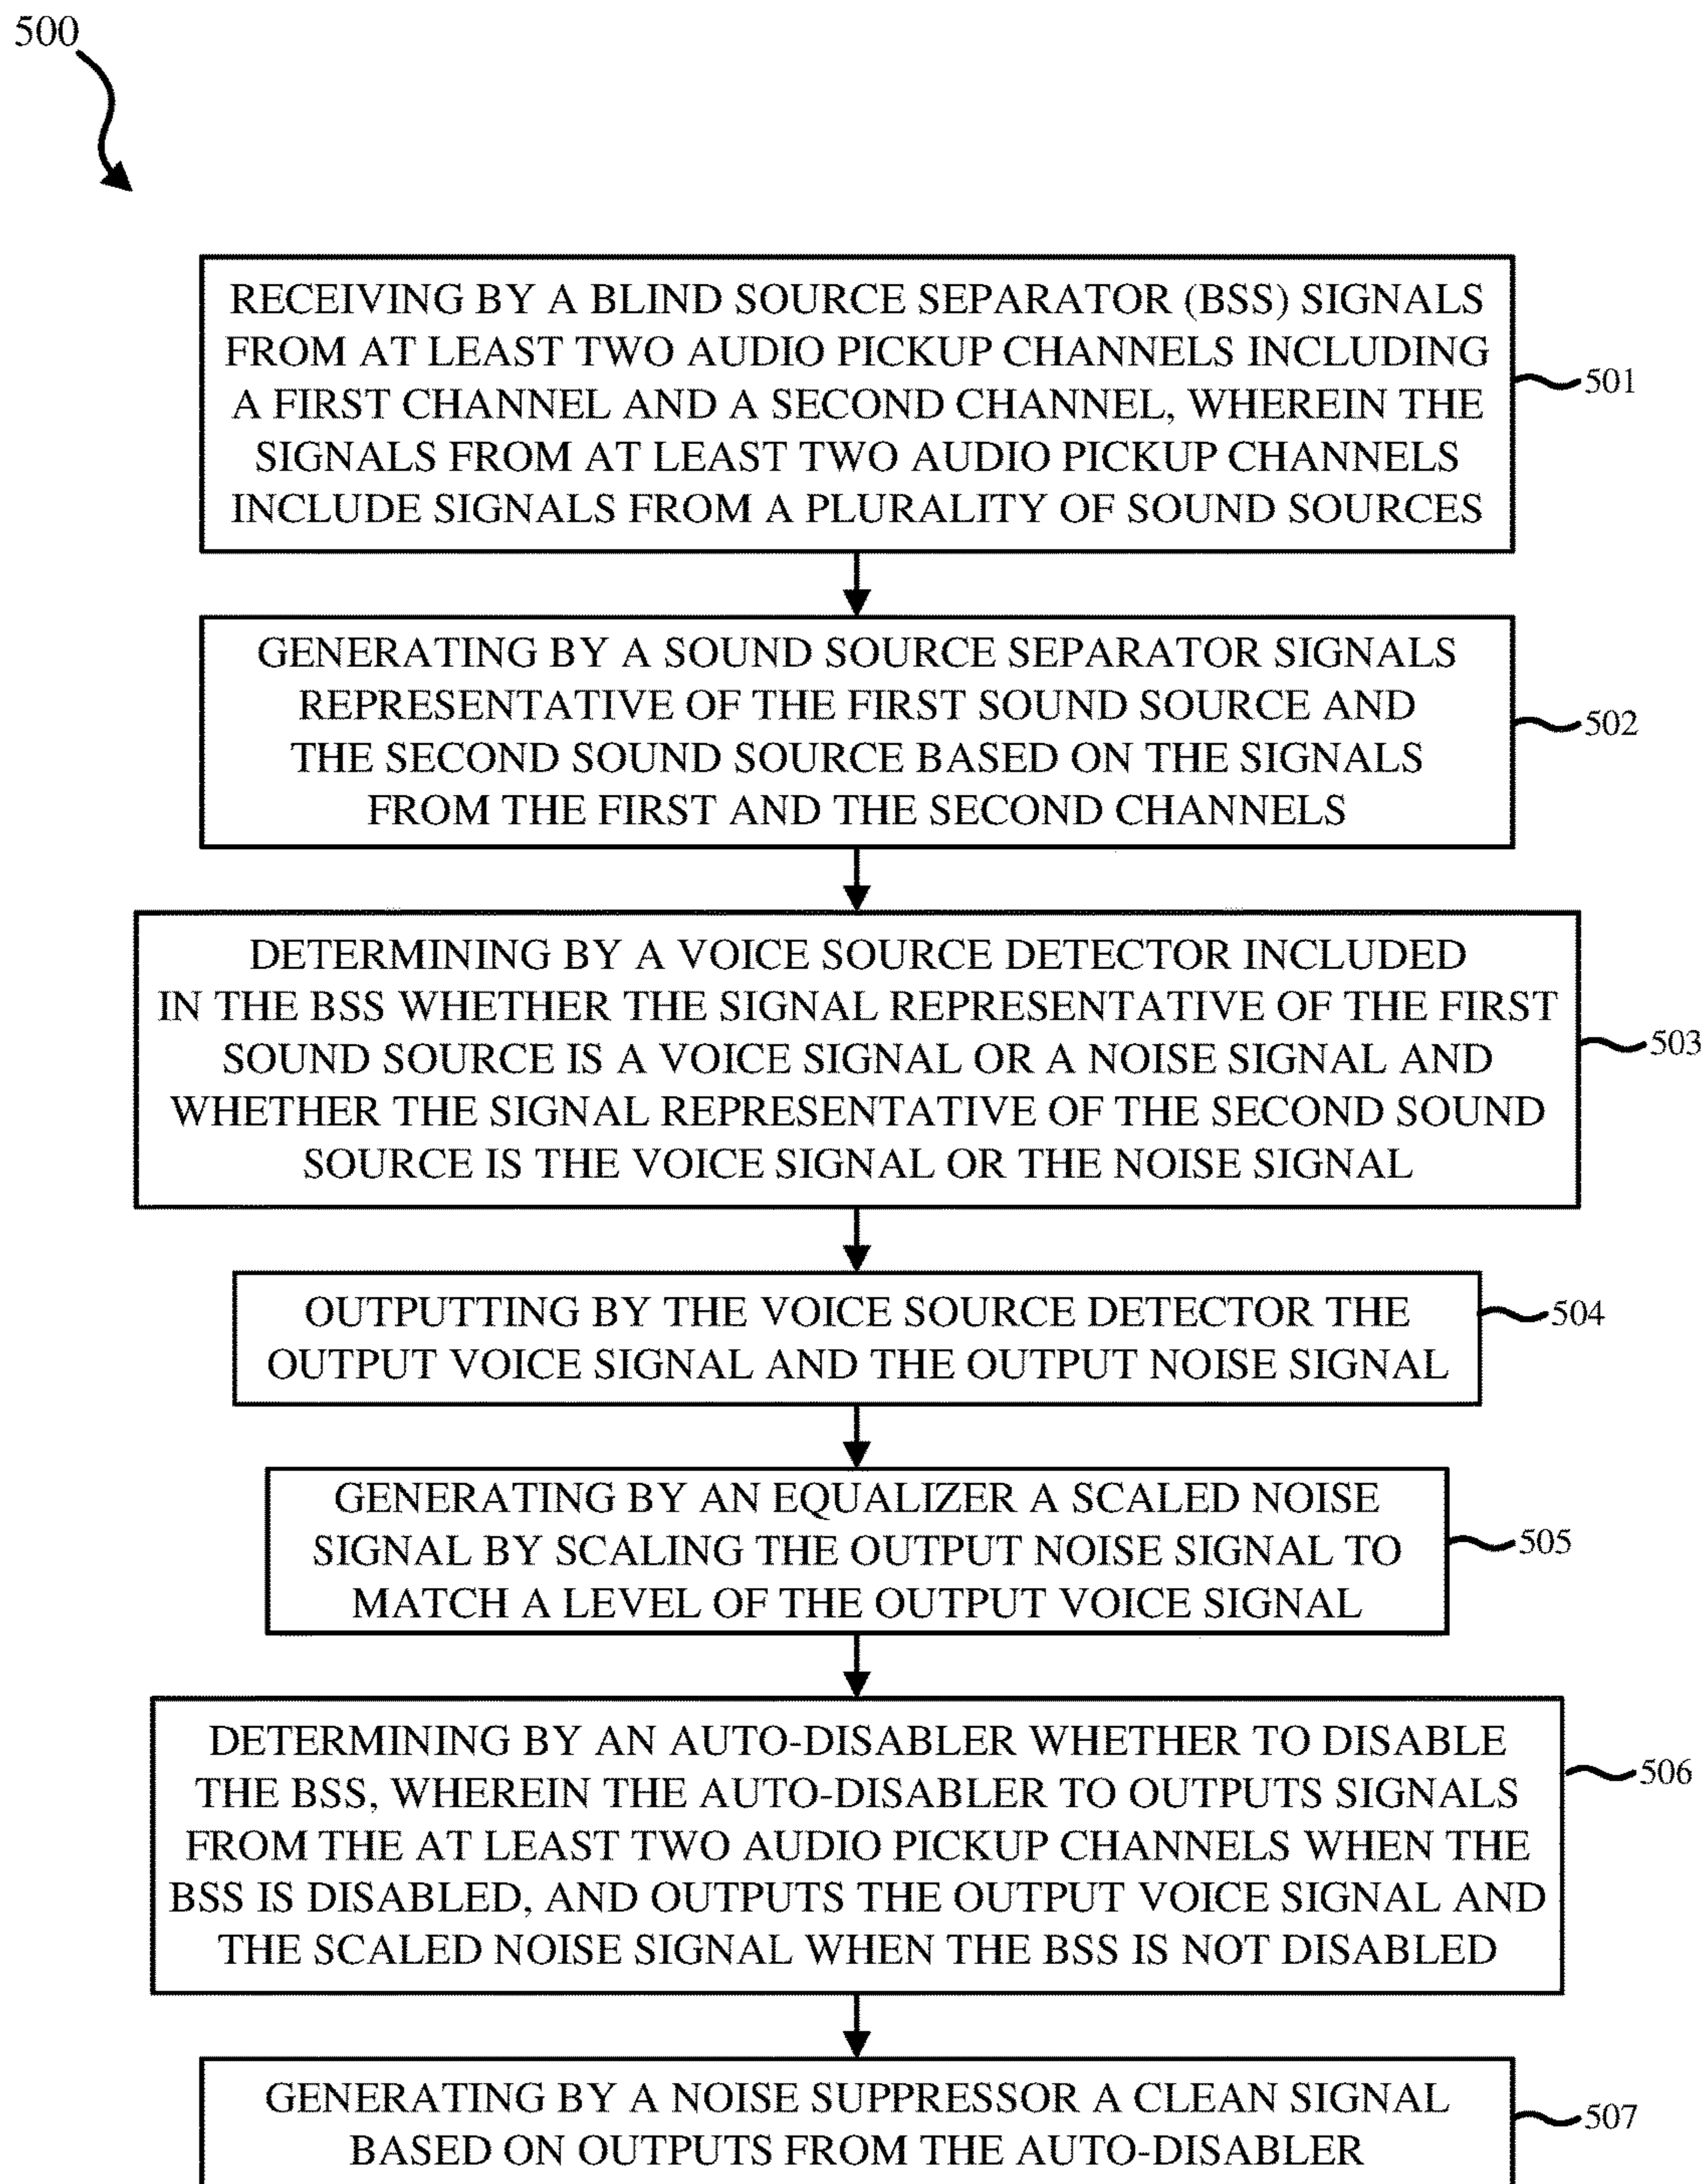 500
RECEIVING BY A BLIND SOURCE SEPARATOR (BSS) SIGNALS
FROM AT LEAST TWO AUDIO PICKUP CHANNELS INCLUDING
A FIRST CHANNEL AND A SECOND CHANNEL, WHEREIN THE
SIGNALS FROM AT LEAST TWO AUDIO PICKUP CHANNELS
INCLUDE SIGNALS FROM A PLURALITY OF SOUND SOURCES
501
GENERATING BY A SOUND SOURCE SEPARATOR SIGNALS
REPRESENTATIVE OF THE FIRST SOUND SOURCE AND
THE SECOND SOUND SOURCE BASED ON THE SIGNALS
FROM THE FIRST AND THE SECOND CHANNELS
502
DETERMINING BY A VOICE SOURCE DETECTOR INCLUDED
IN THE BSS WHETHER THE SIGNAL REPRESENTATIVE OF THE FIRST
SOUND SOURCE IS A VOICE SIGNAL OR A NOISE SIGNAL AND
WHETHER THE SIGNAL REPRESENTATIVE OF THE SECOND SOUND
SOURCE IS THE VOICE SIGNAL OR THE NOISE SIGNAL
503
OUTPUTTING BY THE VOICE SOURCE DETECTOR THE
OUTPUT VOICE SIGNAL AND THE OUTPUT NOISE SIGNAL
504
GENERATING BY AN EQUALIZER A SCALED NOISE
SIGNAL BY SCALING THE OUTPUT NOISE SIGNAL TO
MATCH A LEVEL OF THE OUTPUT VOICE SIGNAL
505
DETERMINING BY AN AUTO-DISABLER WHETHER TO DISABLE
THE BSS, WHEREIN THE AUTO-DISABLER TO OUTPUTS SIGNALS
FROM THE AT LEAST TWO AUDIO PICKUP CHANNELS WHEN THE
BSS IS DISABLED, AND OUTPUTS THE OUTPUT VOICE SIGNAL AND
THE SCALED NOISE SIGNAL WHEN THE BSS IS NOT DISABLED
506
GENERATING BY A NOISE SUPPRESSOR A CLEAN SIGNAL
BASED ON OUTPUTS FROM THE AUTO-DISABLER
507